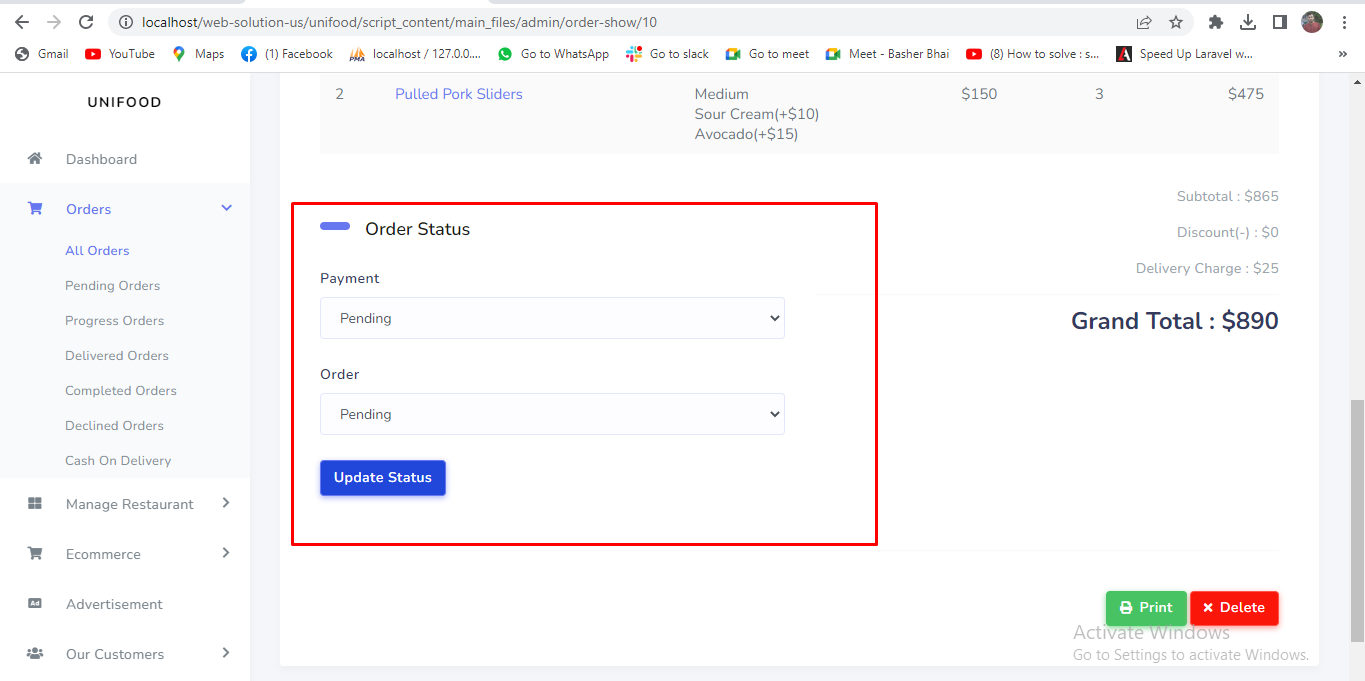 localhost/web-solution-us/unifood/script_content/main_files/admin/order-show/10
Gmail YouTube Maps (1) Facebook localhost / 127.0.0.... Go to WhatsApp Go to slack Go to meet Meet - Basher Bhai (8) How to solve : s... Speed Up Laravel w... »
UNIFOOD
Dashboard
Orders
All Orders
Pending Orders
Progress Orders
Delivered Orders
Completed Orders
Declined Orders
Cash On Delivery
Manage Restaurant
Ecommerce
Ad Advertisement
Our Customers
2 Pulled Pork Sliders Medium $150 3 $475
Sour Cream(+$10)
Avocado(+$15)
Subtotal : $865
Discount(-) : $0
Delivery Charge : $25
Grand Total : $890
Order Status
Payment
Pending
Order
Pending
Update Status
Print Delete
Activate Windows
Go to Settings to activate Windows.